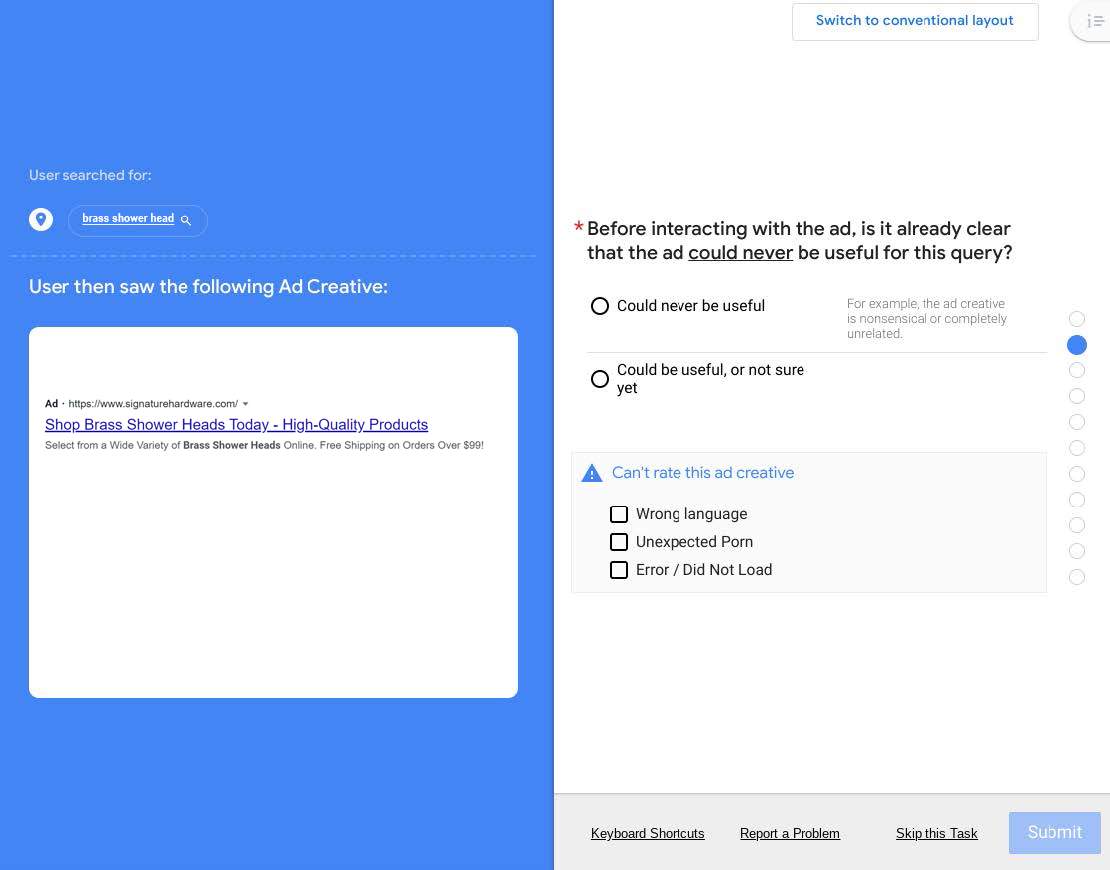 Switch to conventional layout
User searched for:
brass shower head
User then saw the following Ad Creative:
Ad · https://www.signaturehardware.com/
Shop Brass Shower Heads Today - High-Quality Products
Select from a Wide Variety of Brass Shower Heads Online. Free Shipping on Orders Over $99!
* Before interacting with the ad, is it already clear
that the ad could never be useful for this query?
Could never be useful
For example, the ad creative
is nonsensical or completely
unrelated.
Could be useful, or not sure
yet
Can't rate this ad creative
Wrong language
Unexpected Porn
Error / Did Not Load
Keyboard Shortcuts
Report a Problem
Skip this Task
Submit